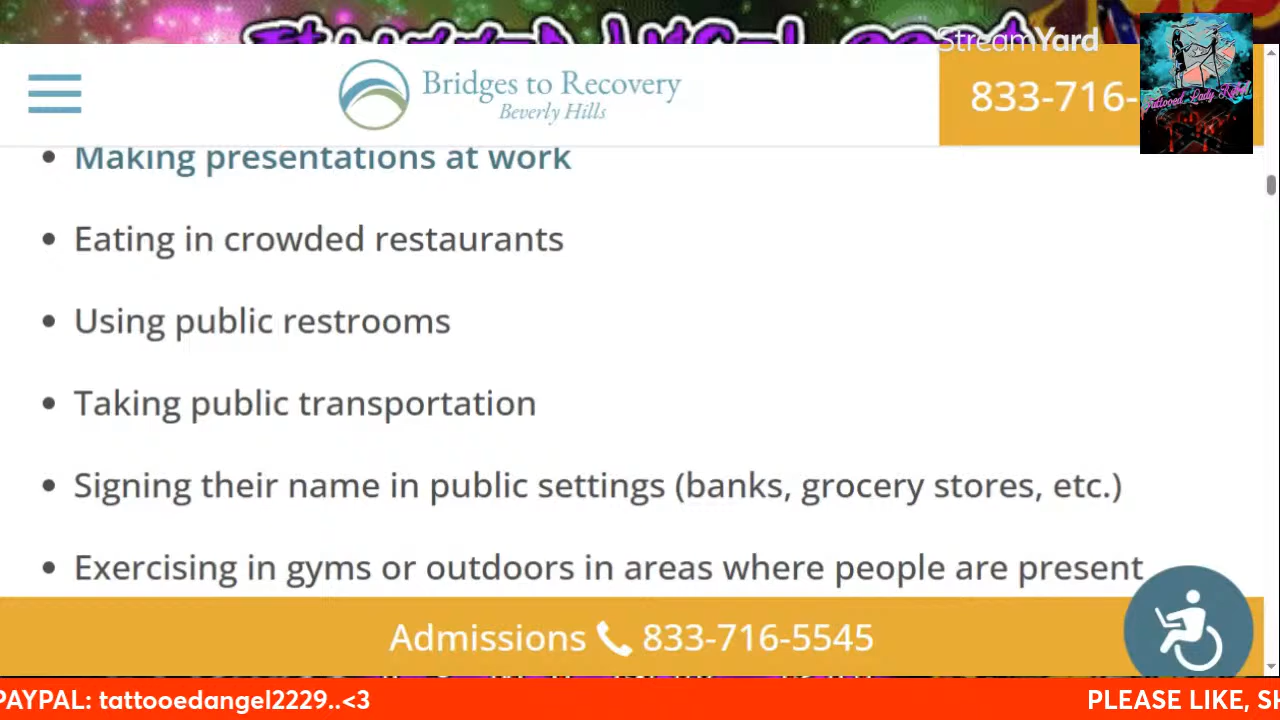 StreamYard
Bridges to Recovery
Beverly Hills
833-716-
Tattooed Lady
Making presentations at work
Eating in crowded restaurants
Using public restrooms
Taking public transportation
Signing their name in public settings (banks, grocery stores, etc.)
Exercising in gyms or outdoors in areas where people are present
Admissions 833-716-5545
PAYPAL: tattooedangel2229..<3
PLEASE LIKE, SH